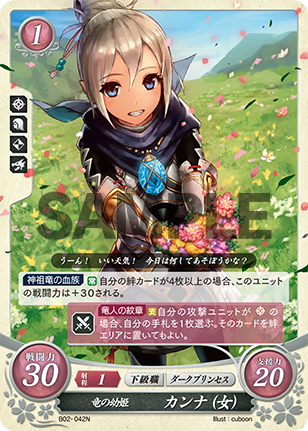 1
SAMPLE
うーん! いい天気! 今日は何してあそぼうかな?
神祖竜の血族 常 自分の絆カードが4枚以上の場合、このユニット
の戦闘力は+30される。
竜人の紋章 支 自分の攻撃ユニットが
の場合、自分の手札を1枚選ぶ。そのカードを絆
エリアに置いてもよい。
戦闘力
30
射程 1 下級職 ダークプリンセス
支援力
20
竜の幼姫 カンナ(女)
B02-042N
Illust:cuboon